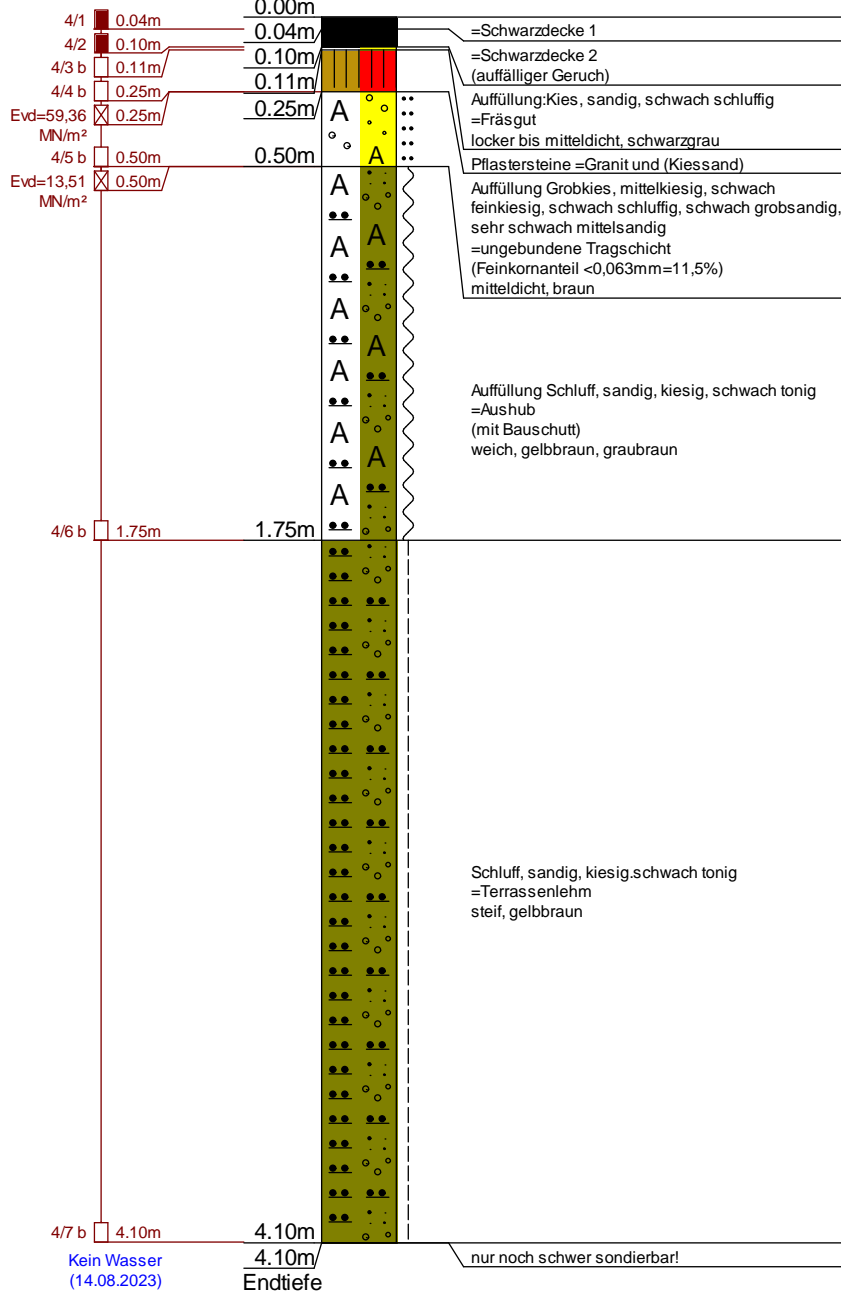 4/1 0.04m
4/2 0.10m
4/3 b 0.11m
4/4 b 0.25m
Evd=59,36 0.25m
MN/m²
4/5 b 0.50m
Evd=13,51 0.50m
MN/m²
4/6 b 1.75m
4/7 b 4.10m
Kein Wasser
(14.08.2023)
0.00m
0.04m
0.10m
0.11m
0.25m
0.50m
1.75m
4.10m
4.10m
Endtiefe
A
A
A
A
A
A
A
A
A
A
A
A
=Schwarzdecke 1
=Schwarzdecke 2
(auffälliger Geruch)
Auffüllung:Kies, sandig, schwach schluffig
=Fräsgut
locker bis mitteldicht, schwarzgrau
Pflastersteine =Granit und (Kiessand)
Auffüllung Grobkies, mittelkiesig, schwach
feinkiesig, schwach schluffig, schwach grobsandig,
sehr schwach mittelsandig
=ungebundene Tragschicht
(Feinkornanteil <0,063mm=11,5%)
mitteldicht, braun
Auffüllung Schluff, sandig, kiesig, schwach tonig
=Aushub
(mit Bauschutt)
weich, gelbbraun, graubraun
Schluff, sandig, kiesig.schwach tonig
=Terrassenlehm
steif, gelbbraun
nur noch schwer sondierbar!